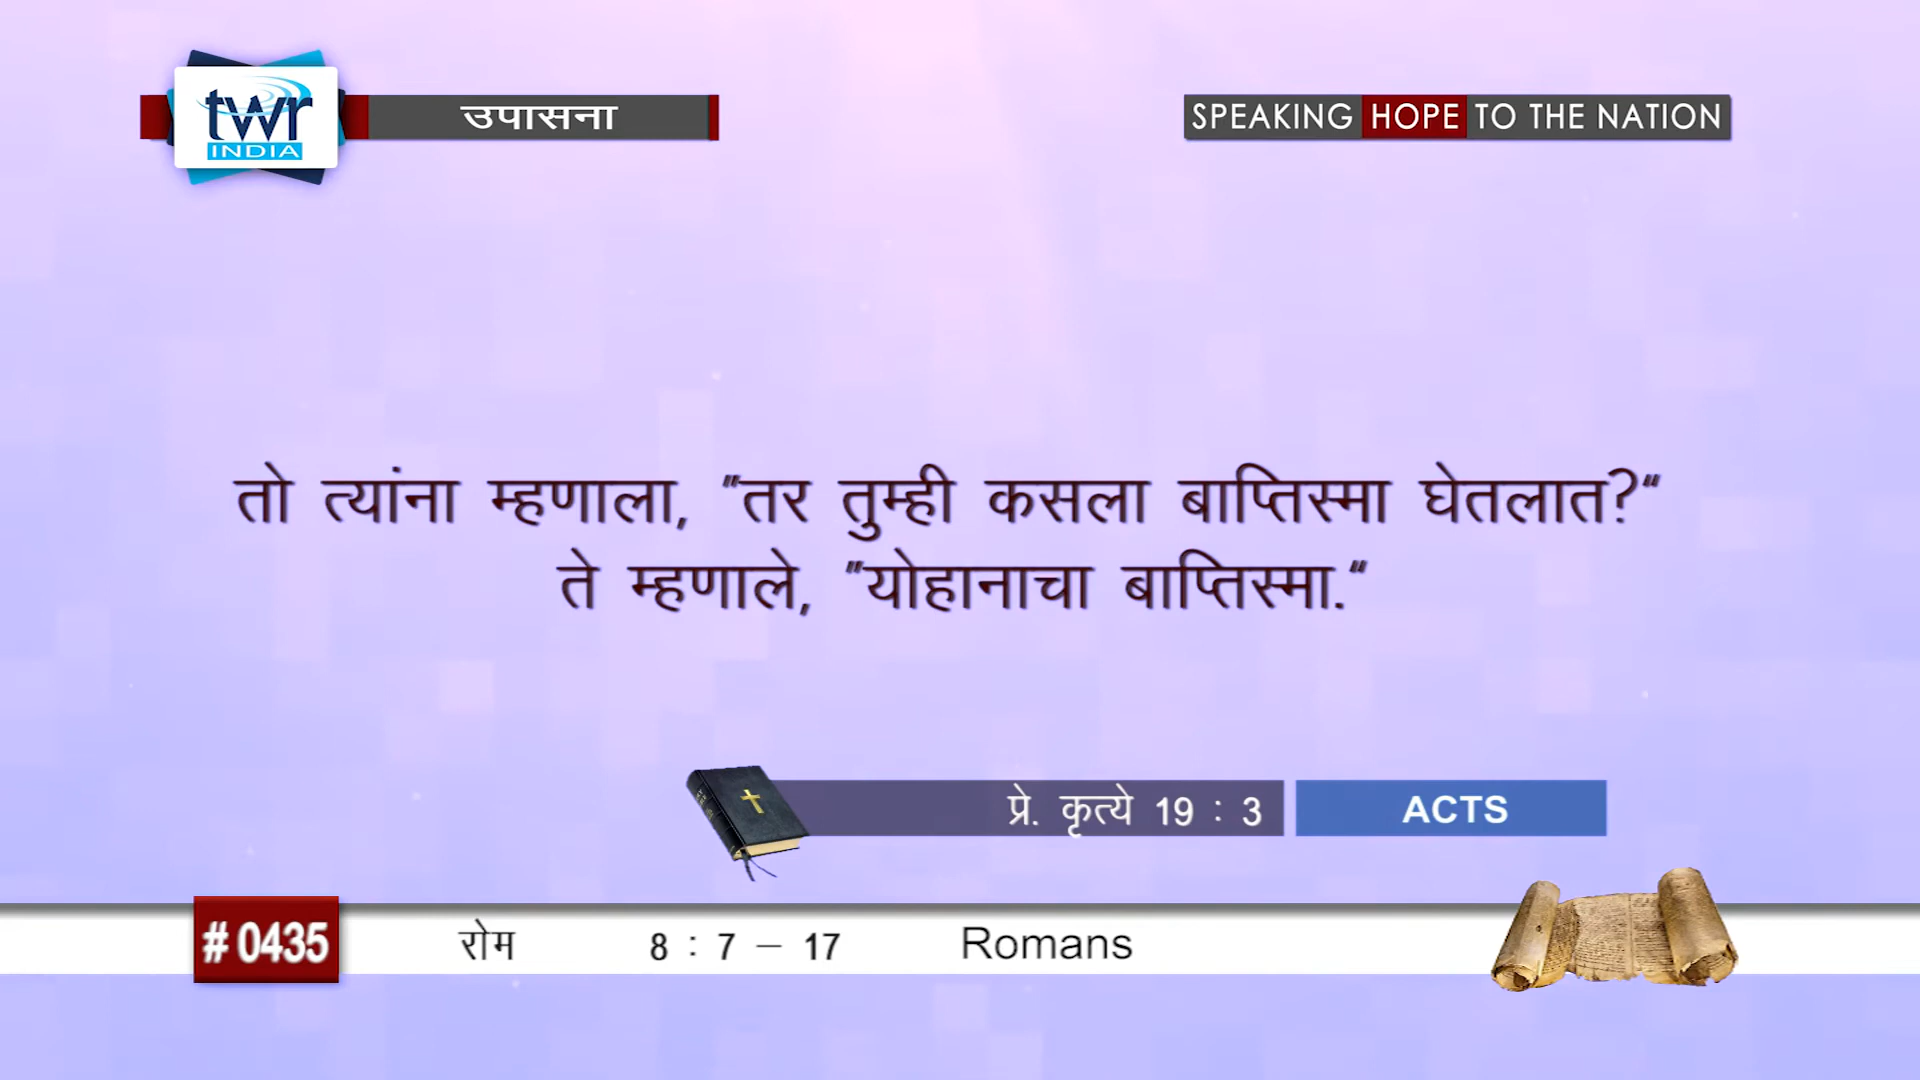 twr
INDIA
उपासना
SPEAKING HOPE TO THE NATION
तो त्यांना म्हणाला, "तर तुम्ही कसला बाप्तिस्मा घेतलात?"
ते म्हणाले, "योहानाचा बाप्तिस्मा."
प्रे. कृत्ये 19 : 3
ACTS
# 0435
रोम 8 : 7 – 17 Romans